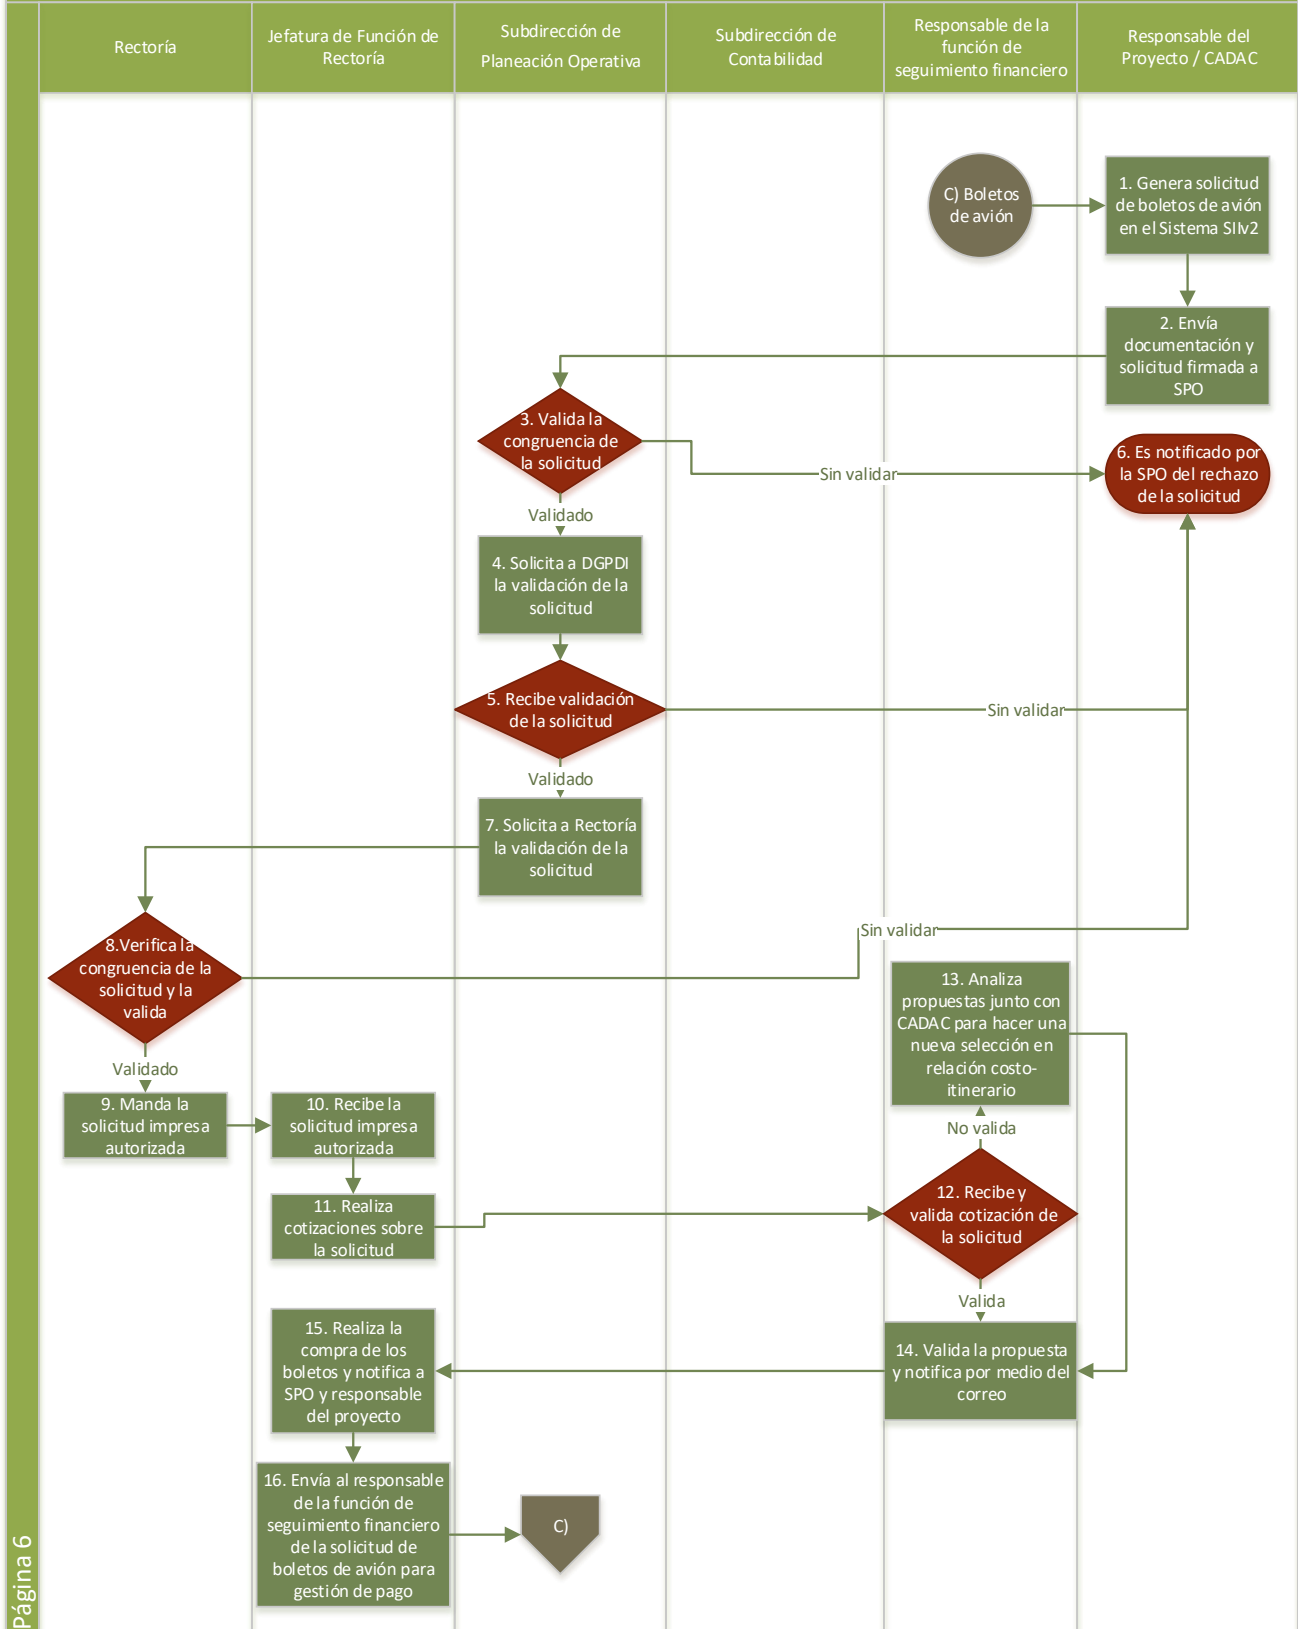 Rectoría
Jefatura de Función de
Rectoría
Subdirección de
Planeación Operativa
Subdirección de
Contabilidad
Responsable de la
función de
seguimiento financiero
Responsable del
Proyecto / CADAC
C) Boletos
de avión
1. Genera solicitud
de boletos de avión
en el Sistema SIIv2
2. Envía
documentación y
solicitud firmada a
SPO
3. Valida la
congruencia de
la solicitud
Sin validar
6. Es notificado por
la SPO del rechazo
de la solicitud
Validado
4. Solicita a DGPDI
la validación de la
solicitud
5. Recibe validación
de la solicitud
Sin validar
Validado
7. Solicita a Rectoría
la validación de la
solicitud
8.Verifica la
congruencia de la
solicitud y la
valida
Sin validar
Validado
9. Manda la
solicitud impresa
autorizada
10. Recibe la
solicitud impresa
autorizada
11. Realiza
cotizaciones sobre
la solicitud
13. Analiza
propuestas junto con
CADAC para hacer una
nueva selección en
relación costo-
itinerario
No valida
12. Recibe y
valida cotización de
la solicitud
Valida
14. Valida la propuesta
y notifica por medio del
correo
15. Realiza la
compra de los
boletos y notifica a
SPO y responsable
del proyecto
16. Envía al responsable
de la función de
seguimiento financiero
de la solicitud de
boletos de avión para
gestión de pago
C)
Página 6